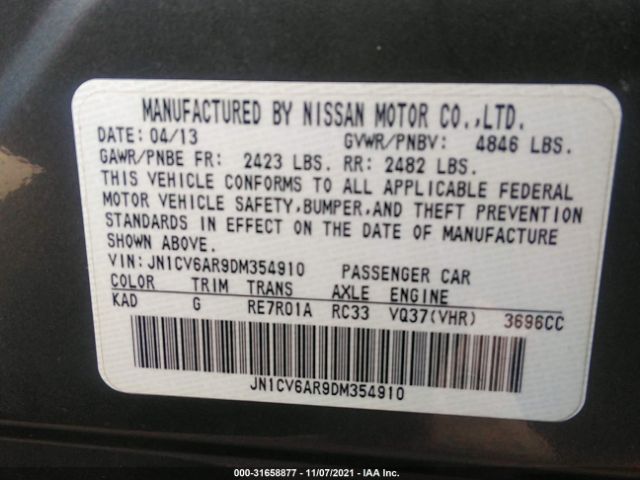 MANUFACTURED BY NISSAN MOTOR CO.,LTD.
DATE: 04/13 GVWR/PNBV: 4846 LBS.
GAWR/PNBE FR: 2423 LBS. RR: 2482 LBS.
THIS VEHICLE CONFORMS TO ALL APPLICABLE FEDERAL
MOTOR VEHICLE SAFETY,BUMPER,AND THEFT PREVENTION
STANDARDS IN EFFECT ON THE DATE OF MANUFACTURE
SHOWN ABOVE.
VIN: JN1CV6AR9DM354910 PASSENGER CAR
COLOR TRIM TRANS AXLE ENGINE
KAD G RE7R01A RC33 VQ37(VHR) 3696CC
JN1CV6AR9DM354910
000-31658877 - 11/07/2021 - IAA Inc.